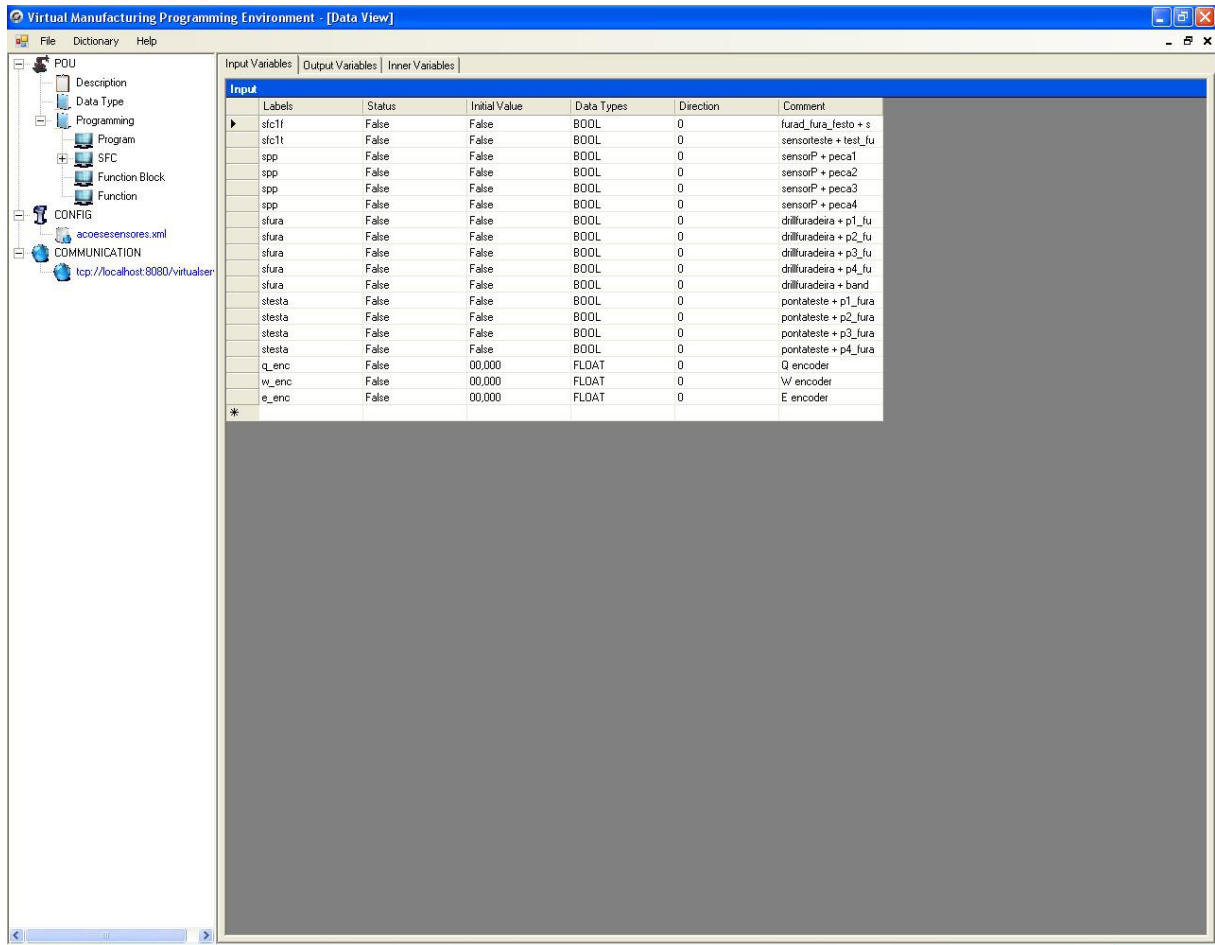 Virtual Manufacturing Programming Environment - [Data View]
File Dictionary Help
POU
Description
Data Type
Programming
Program
SFC
Function Block
Function
CONFIG
acoesesensores.xml
COMMUNICATION
tcp://localhost:8080/virtualser
Input Variables Output Variables Inner Variables
Input
Labels Status Initial Value Data Types Direction Comment
sfc1f False False BOOL 0 furad_fura_festo + s
sfc1t False False BOOL 0 sensorteste + test_fu
spp False False BOOL 0 sensorP + peca1
spp False False BOOL 0 sensorP + peca2
spp False False BOOL 0 sensorP + peca3
spp False False BOOL 0 sensorP + peca4
sfura False False BOOL 0 drillfuradeira + p1_fu
sfura False False BOOL 0 drillfuradeira + p2_fu
sfura False False BOOL 0 drillfuradeira + p3_fu
sfura False False BOOL 0 drillfuradeira + p4_fu
sfura False False BOOL 0 drillfuradeira + band
stesta False False BOOL 0 pontateste + p1_fura
stesta False False BOOL 0 pontateste + p2_fura
stesta False False BOOL 0 pontateste + p3_fura
stesta False False BOOL 0 pontateste + p4_fura
q_enc False 00,000 FLOAT 0 Q encoder
w_enc False 00,000 FLOAT 0 W encoder
e_enc False 00,000 FLOAT 0 E encoder